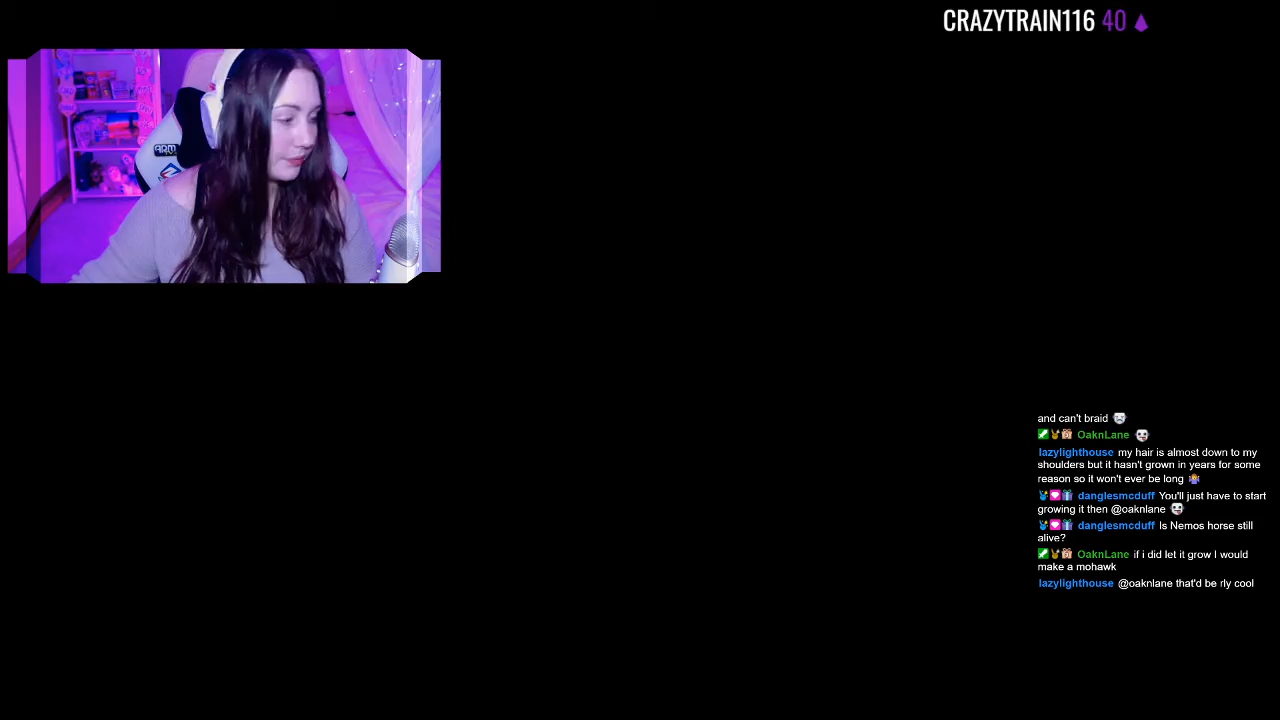 CRAZYTRAIN116 40
and can't braid
OaknLane
lazylighthouse my hair is almost down to my
shoulders but it hasn't grown in years for some
reason so it won't ever be long
danglesmcduff You'll just have to start
growing it then @oaknlane
danglesmcduff Is Nemos horse still
alive?
OaknLane if i did let it grow I would
make a mohawk
lazylighthouse @oaknlane that'd be rly cool